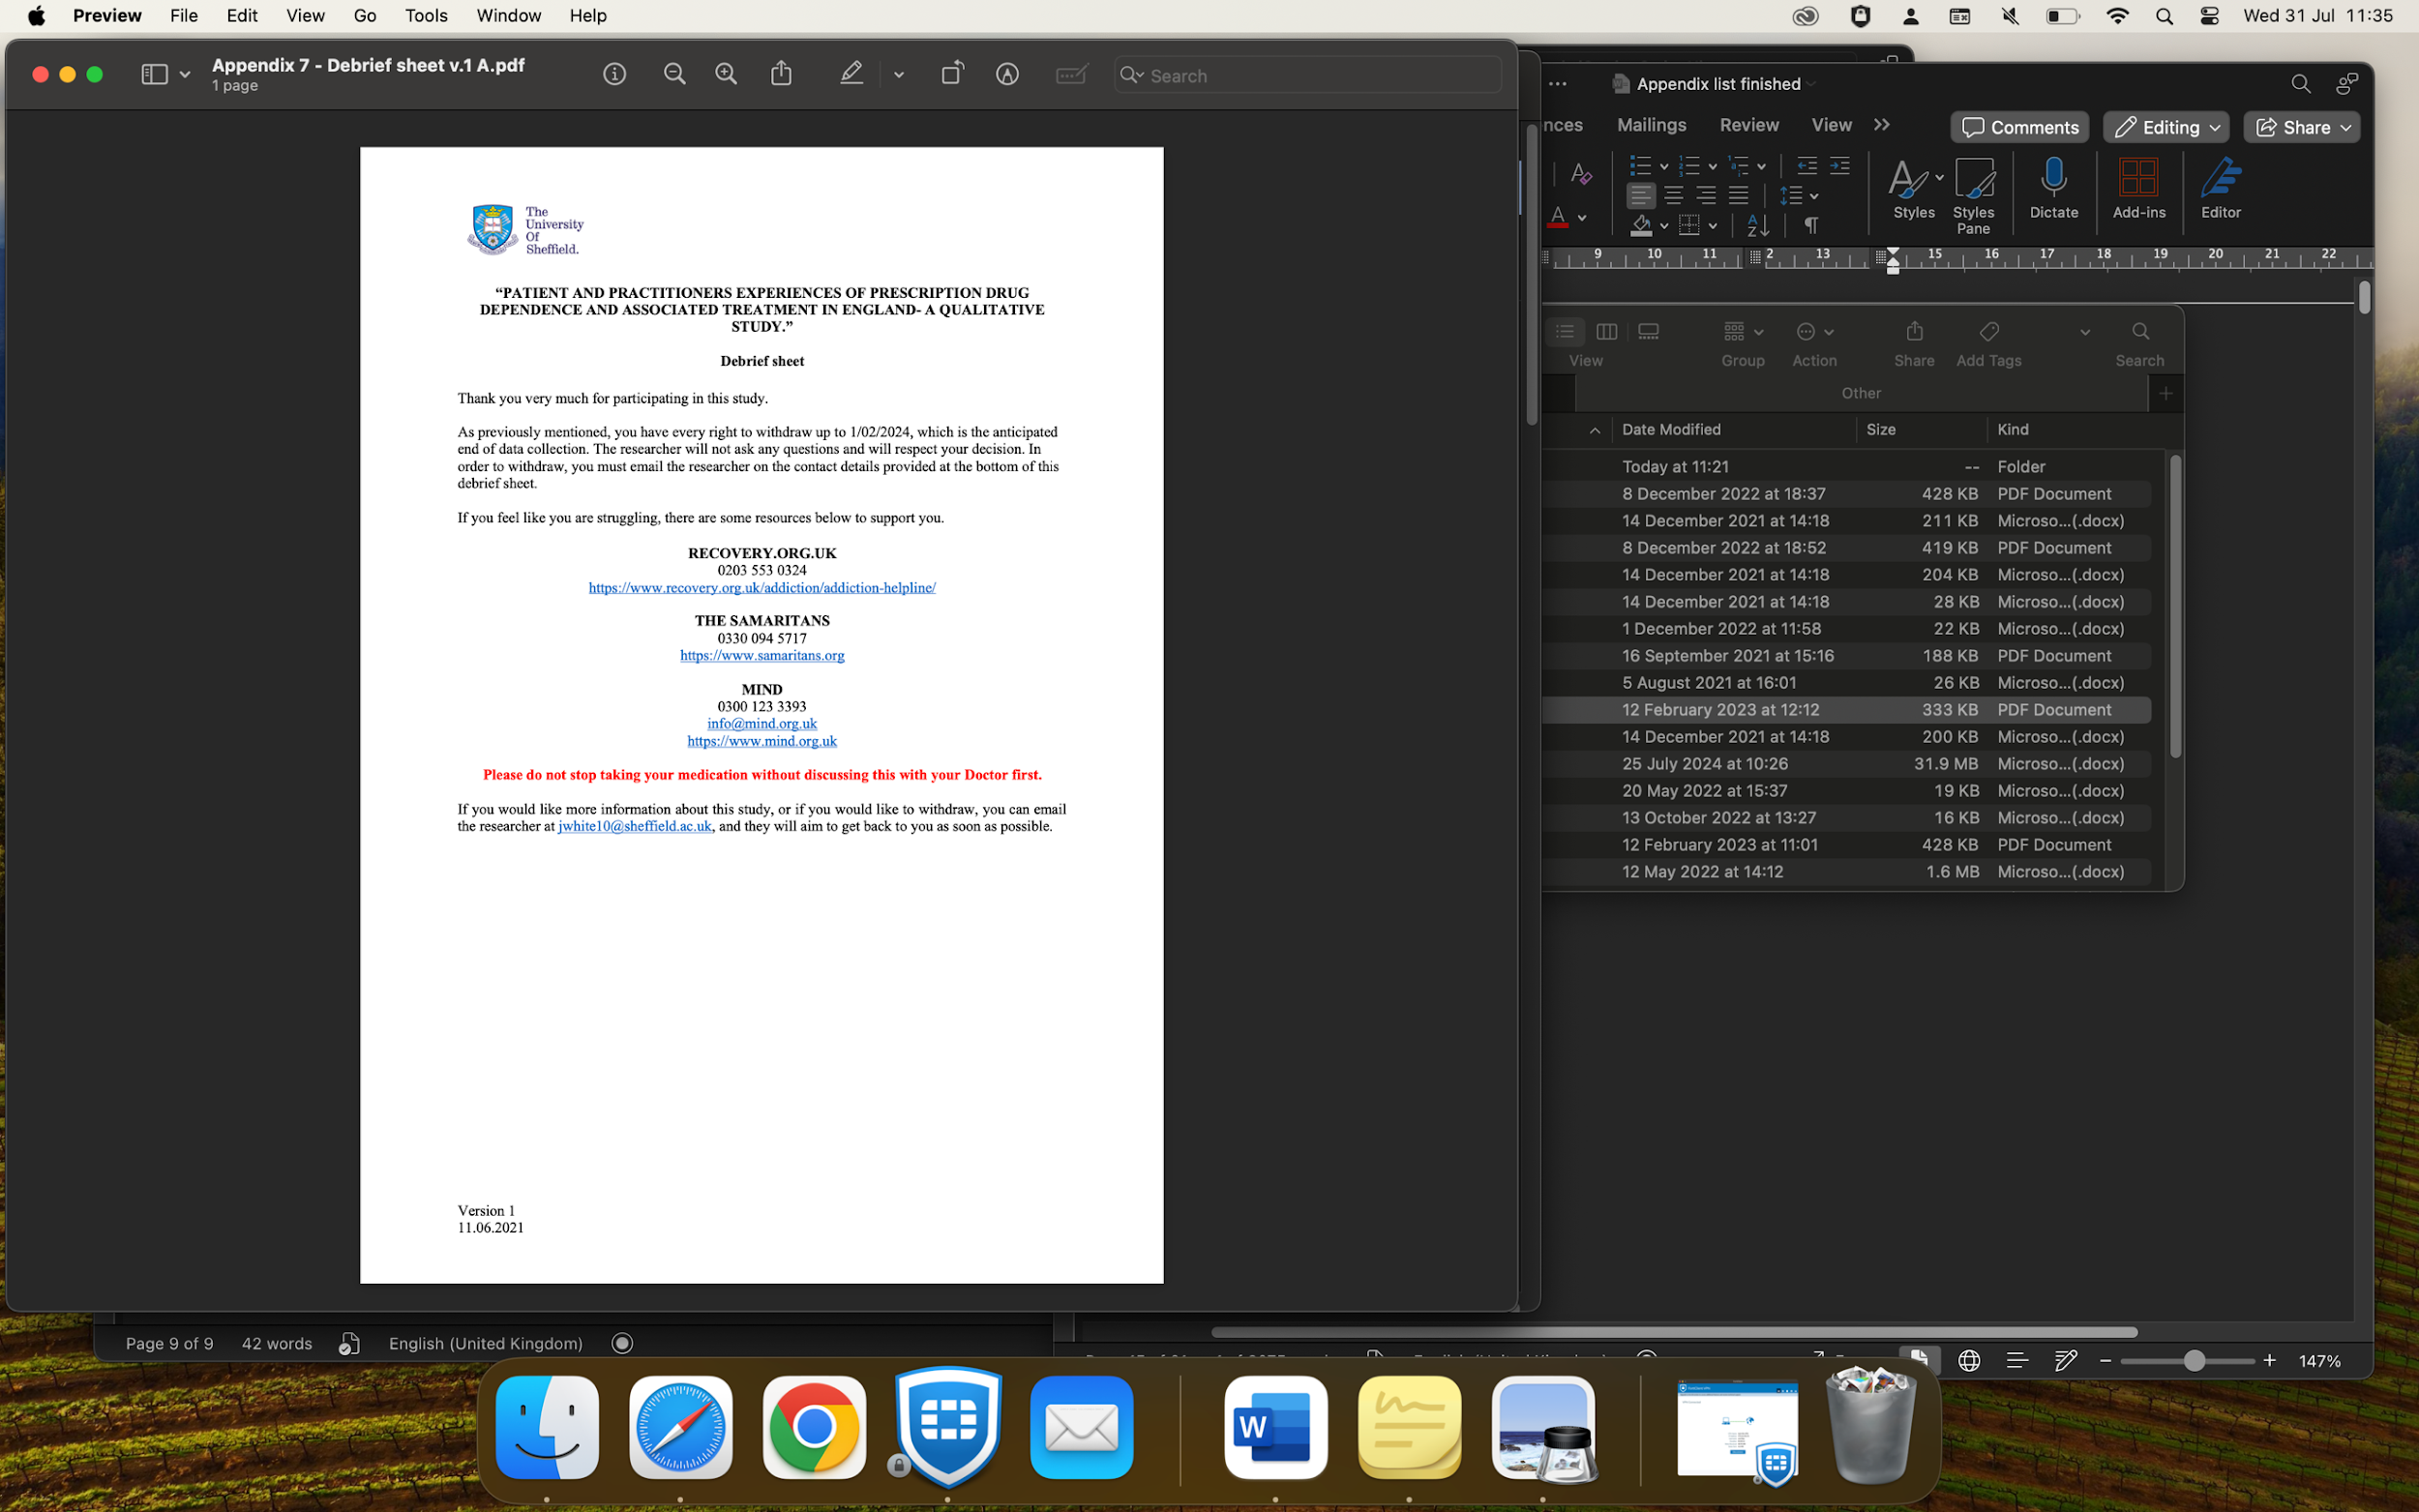 Preview File Edit View Go Tools Window Help
Wed 31 Jul 11:35
Appendix 7 - Debrief sheet v.1 A.pdf
1 page
Search
The
University
Of
Sheffield.
“PATIENT AND PRACTITIONERS EXPERIENCES OF PRESCRIPTION DRUG
DEPENDENCE AND ASSOCIATED TREATMENT IN ENGLAND- A QUALITATIVE
STUDY.”
Debrief sheet
Thank you very much for participating in this study.
As previously mentioned, you have every right to withdraw up to 1/02/2024, which is the anticipated
end of data collection. The researcher will not ask any questions and will respect your decision. In
order to withdraw, you must email the researcher on the contact details provided at the bottom of this
debrief sheet.
If you feel like you are struggling, there are some resources below to support you.
RECOVERY.ORG.UK
0203 553 0324
https://www.recovery.org.uk/addiction/addiction-helpline/
THE SAMARITANS
0330 094 5717
https://www.samaritans.org
MIND
0300 123 3393
info@mind.org.uk
https://www.mind.org.uk
Please do not stop taking your medication without discussing this with your Doctor first.
If you would like more information about this study, or if you would like to withdraw, you can email
the researcher at jwhite10@sheffield.ac.uk, and they will aim to get back to you as soon as possible.
Version 1
11.06.2021
Appendix list finished
nces Mailings Review View
Comments Editing Share
Styles Styles Pane Dictate Add-ins Editor
9 10 11 2 13 15 16 17 18 19 20 21 22
View Group Action Share Add Tags Search
Other
Date Modified Size Kind
Today at 11:21 -- Folder
8 December 2022 at 18:37 428 KB PDF Document
14 December 2021 at 14:18 211 KB Microso...(.docx)
8 December 2022 at 18:52 419 KB PDF Document
14 December 2021 at 14:18 204 KB Microso...(.docx)
14 December 2021 at 14:18 28 KB Microso...(.docx)
1 December 2022 at 11:58 22 KB Microso...(.docx)
16 September 2021 at 15:16 188 KB PDF Document
5 August 2021 at 16:01 26 KB Microso...(.docx)
12 February 2023 at 12:12 333 KB PDF Document
14 December 2021 at 14:18 200 KB Microso...(.docx)
25 July 2024 at 10:26 31.9 MB Microso...(.docx)
20 May 2022 at 15:37 19 KB Microso...(.docx)
13 October 2022 at 13:27 16 KB Microso...(.docx)
12 February 2023 at 11:01 428 KB PDF Document
12 May 2022 at 14:12 1.6 MB Microso...(.docx)
Page 9 of 9 42 words English (United Kingdom)
147%
W